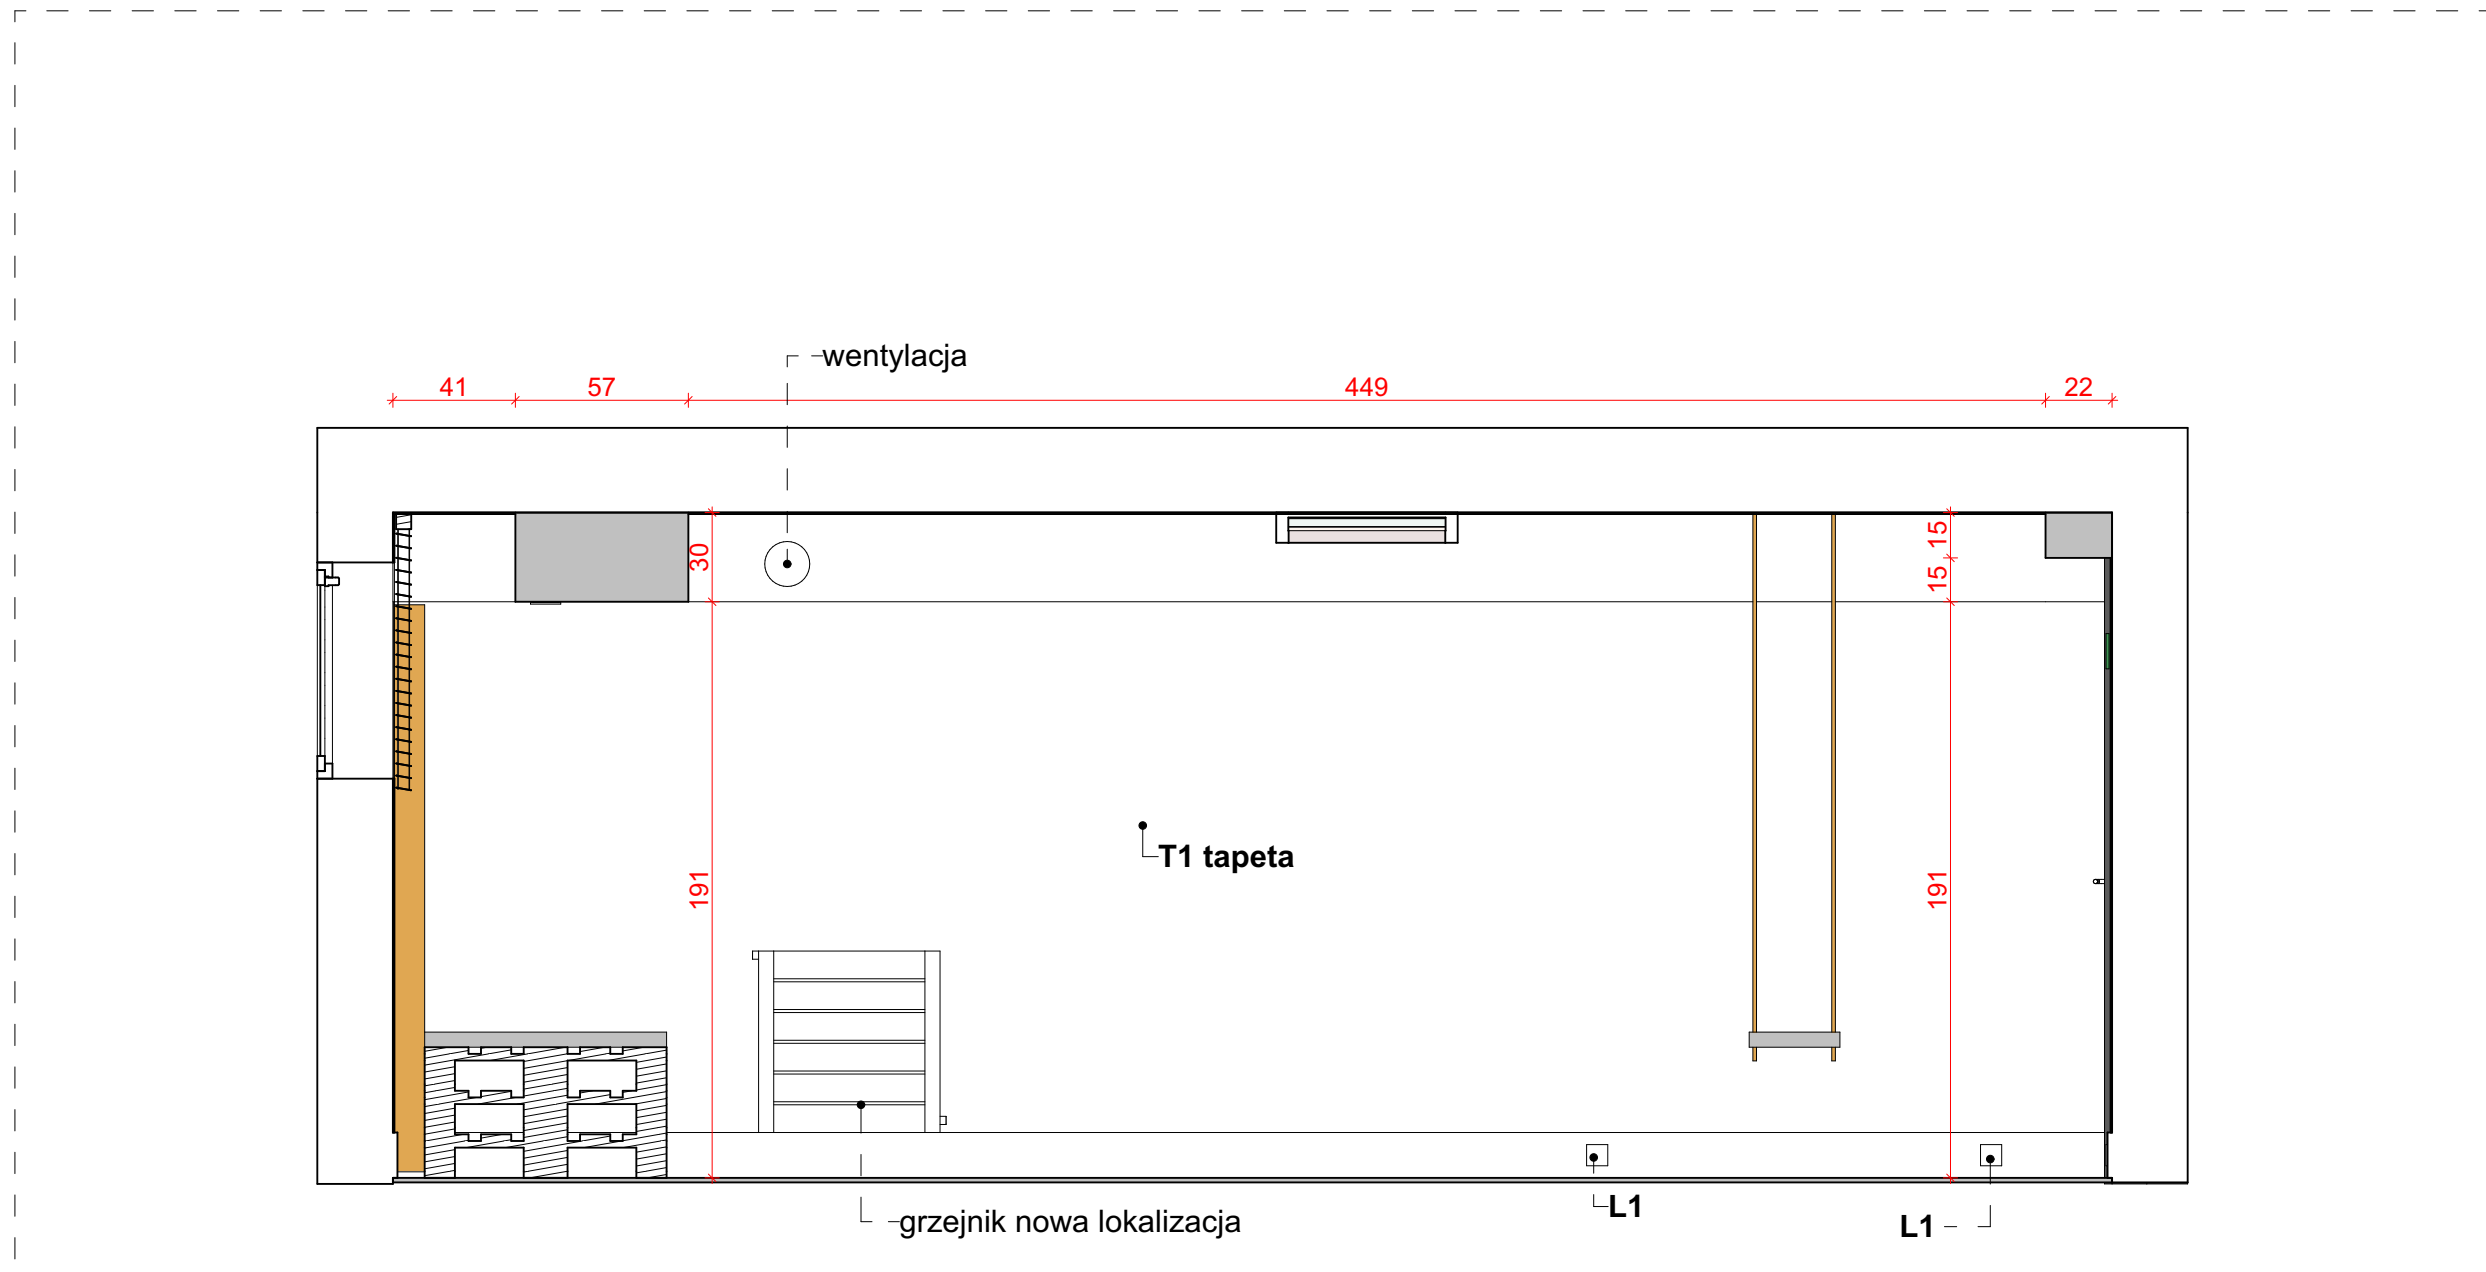 wentylacja
41 57 449 22
30
15
15
T1 tapeta
191
191
L1
grzejnik nowa lokalizacja
L1